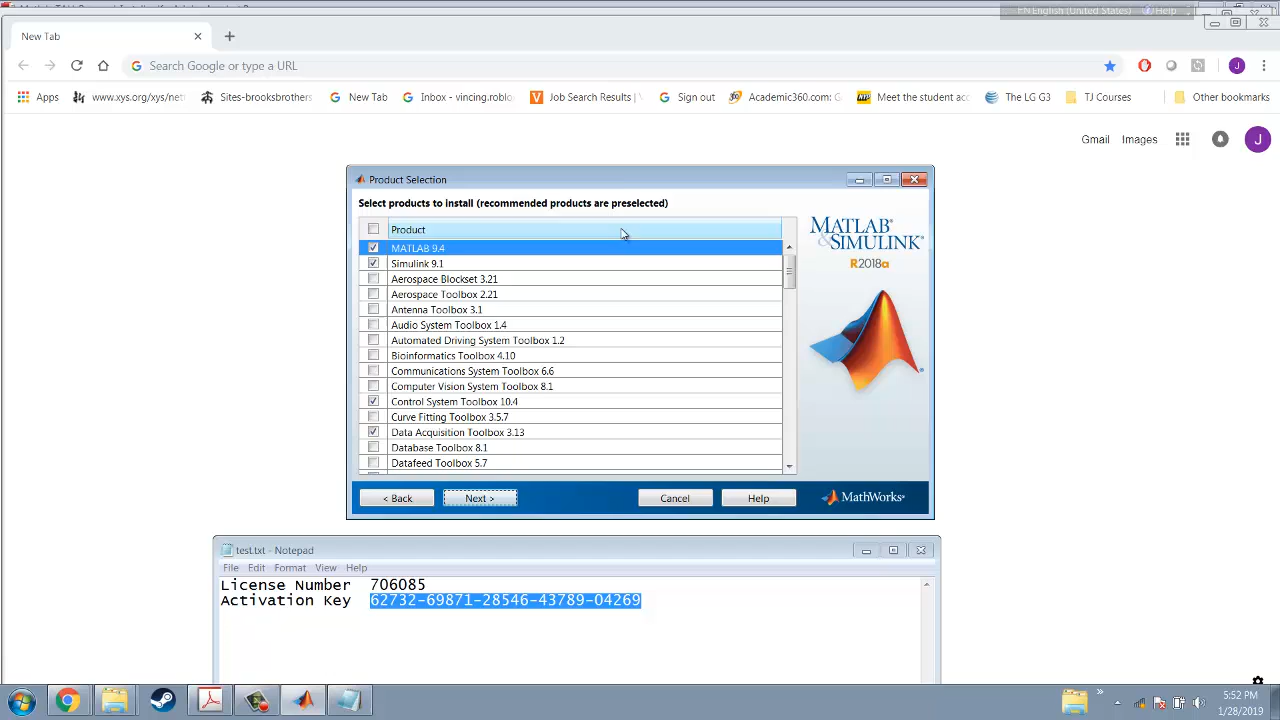 EN English (United States) Help
New Tab
Search Google or type a URL
J
Apps www.xys.org/xys/net Sites-brooksbrothers New Tab Inbox - vincing.roblo Job Search Results | V Sign out Academic360.com: G Meet the student acc The LG G3 TJ Courses Other bookmarks
Gmail Images J
Product Selection
Select products to install (recommended products are preselected)
Product
MATLAB 9.4
Simulink 9.1
Aerospace Blockset 3.21
Aerospace Toolbox 2.21
Antenna Toolbox 3.1
Audio System Toolbox 1.4
Automated Driving System Toolbox 1.2
Bioinformatics Toolbox 4.10
Communications System Toolbox 6.6
Computer Vision System Toolbox 8.1
Control System Toolbox 10.4
Curve Fitting Toolbox 3.5.7
Data Acquisition Toolbox 3.13
Database Toolbox 8.1
Datafeed Toolbox 5.7
MATLAB®
&SIMULINK®
R2018a
< Back Next > Cancel Help MathWorks®
test.txt - Notepad
File Edit Format View Help
License Number 706085
Activation Key 62732-69871-28546-43789-04269
5:52 PM
1/28/2019